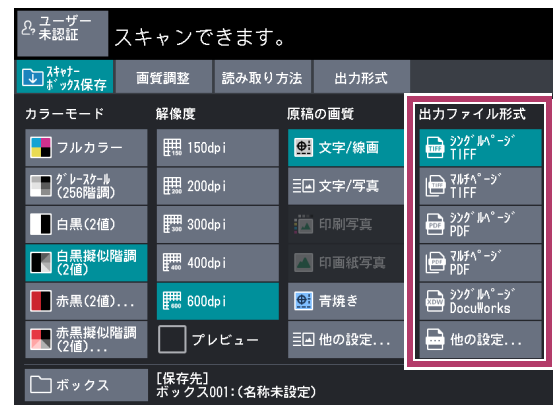 ユーザー
未認証
スキャンできます。
スキャナー
ボックス保存
画質調整
読み取り方法
出力形式
カラーモード
フルカラー
グレースケール
(256階調)
白黒(2値)
白黒擬似階調
(2値)
赤黒(2値)...
赤黒擬似階調
(2値)...
解像度
150dpi
200dpi
300dpi
400dpi
600dpi
プレビュー
原稿の画質
文字/線画
文字/写真
印刷写真
印画紙写真
青焼き
他の設定...
出力ファイル形式
シングルページ
TIFF
マルチページ
TIFF
シングルページ
PDF
マルチページ
PDF
シングルページ
DocuWorks
他の設定...
ボックス
[保存先]
ボックス001:(名称未設定)